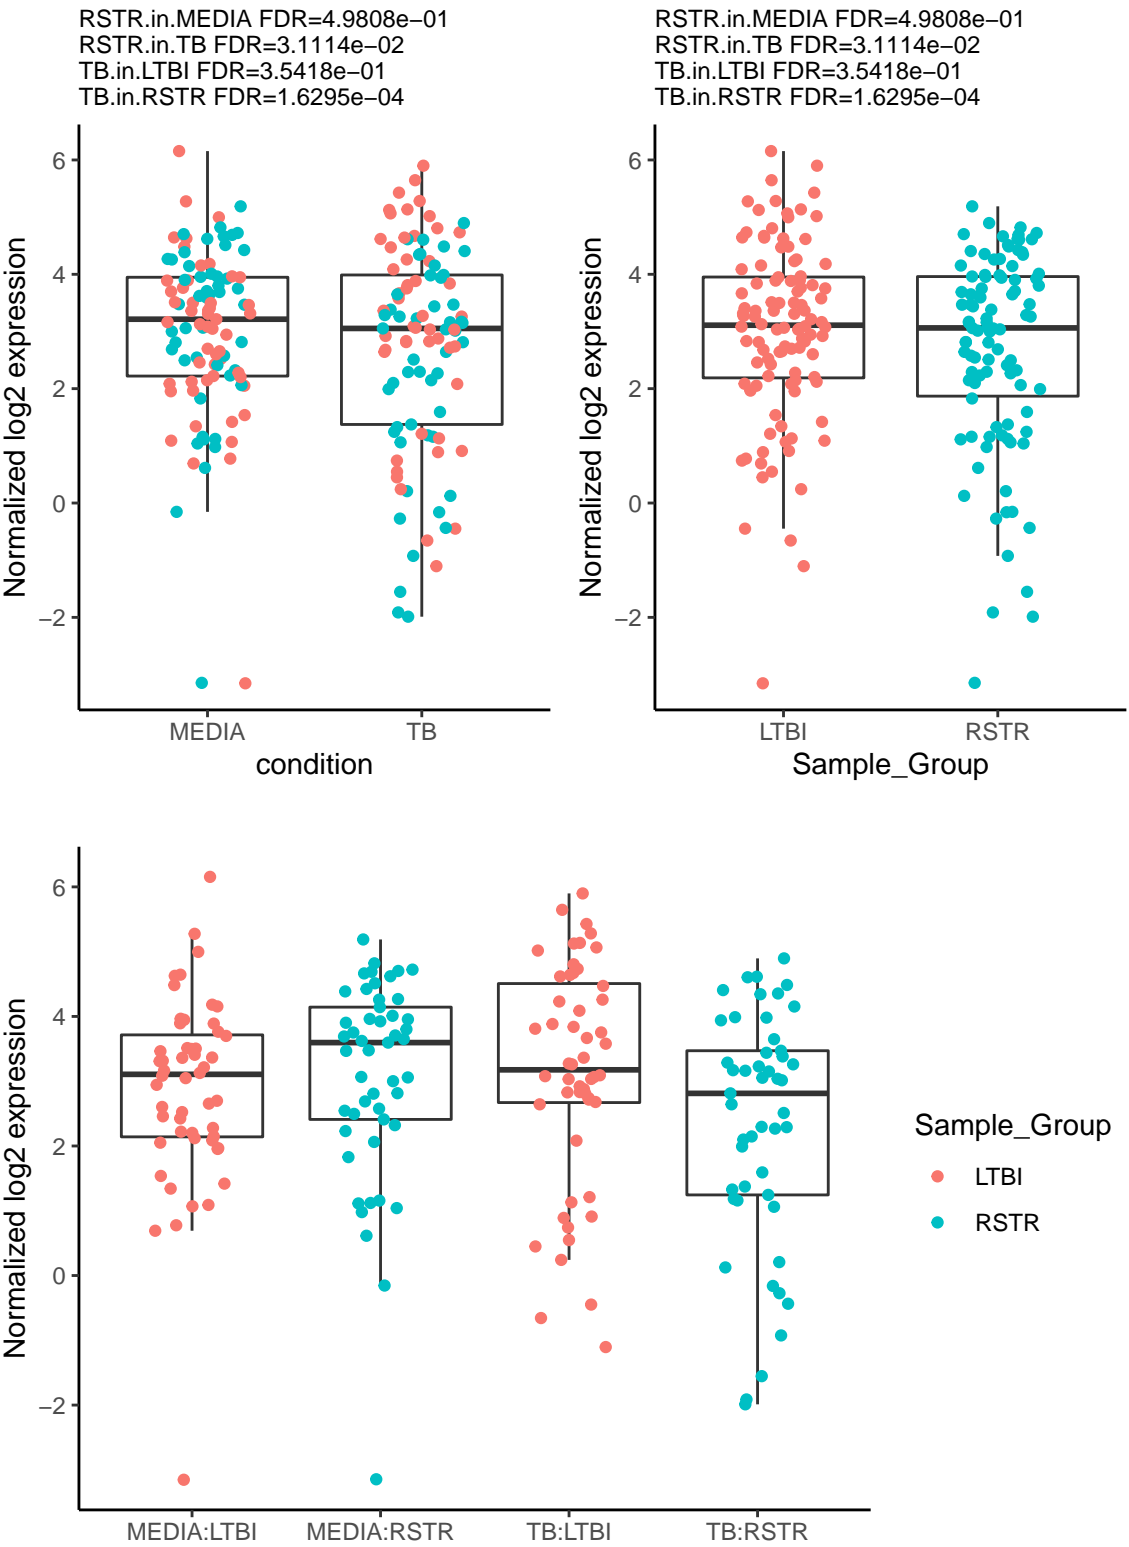 RSTR.in.MEDIA FDR=4.9808e−01
RSTR.in.TB FDR=3.1114e−02
TB.in.LTBI FDR=3.5418e−01
TB.in.RSTR FDR=1.6295e−04
Normalized log2 expression
6
4
2
0
−2
MEDIA TB
condition
RSTR.in.MEDIA FDR=4.9808e−01
RSTR.in.TB FDR=3.1114e−02
TB.in.LTBI FDR=3.5418e−01
TB.in.RSTR FDR=1.6295e−04
Normalized log2 expression
6
4
2
0
−2
LTBI RSTR
Sample_Group
Normalized log2 expression
6
4
2
0
−2
MEDIA:LTBI MEDIA:RSTR TB:LTBI TB:RSTR
Sample_Group
LTBI
RSTR